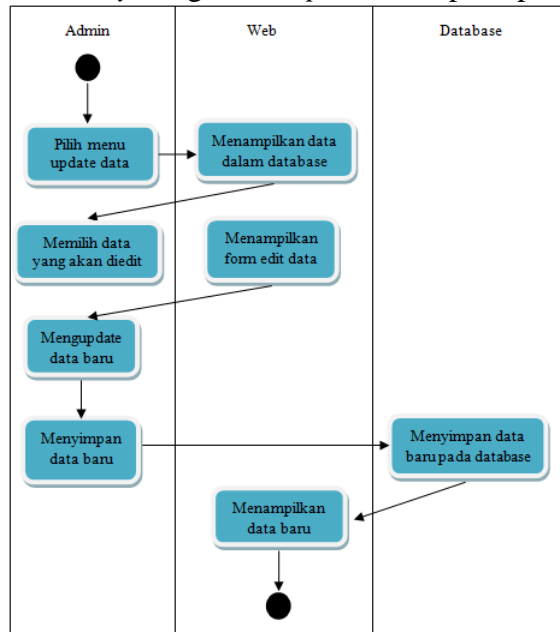 Admin
Web
Database
Pilih menu
update data
Menampilkan data
dalam database
Memilih data
yang akan diedit
Menampilkan
form edit data
Mengupdate
data baru
Menyimpan
data baru
Menyimpan data
baru pada database
Menampilkan
data baru